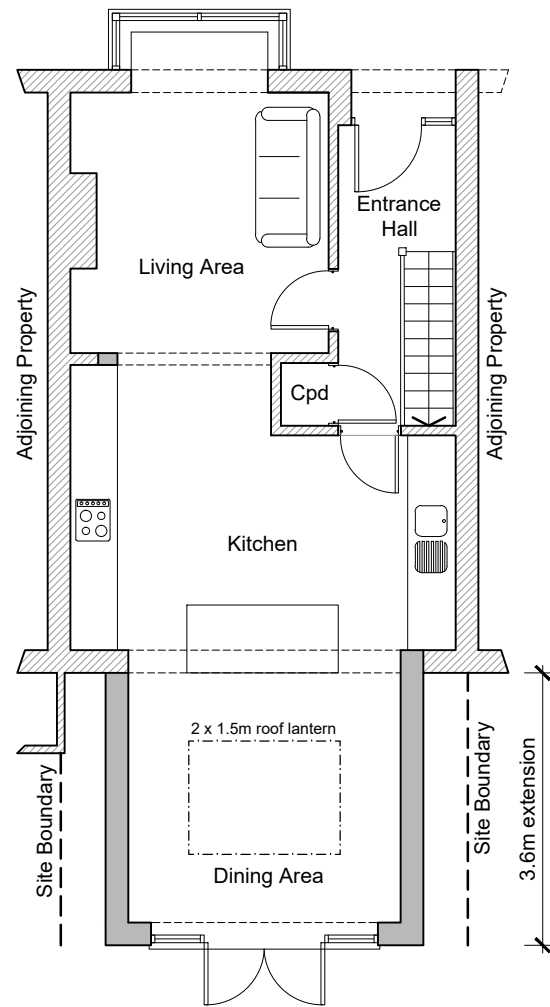 Entrance
Hall
Living Area
Adjoining Property
Adjoining Property
Cpd
Kitchen
2 x 1.5m roof lantern
Site Boundary
Site Boundary
3.6m extension
Dining Area